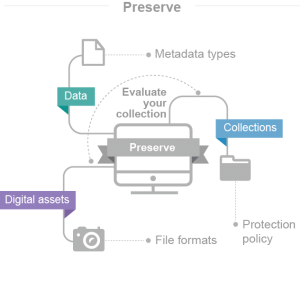 Preserve
Metadata types
Data
Evaluate
your
collection
Collections
Preserve
Digital assets
Protection
policy
File formats